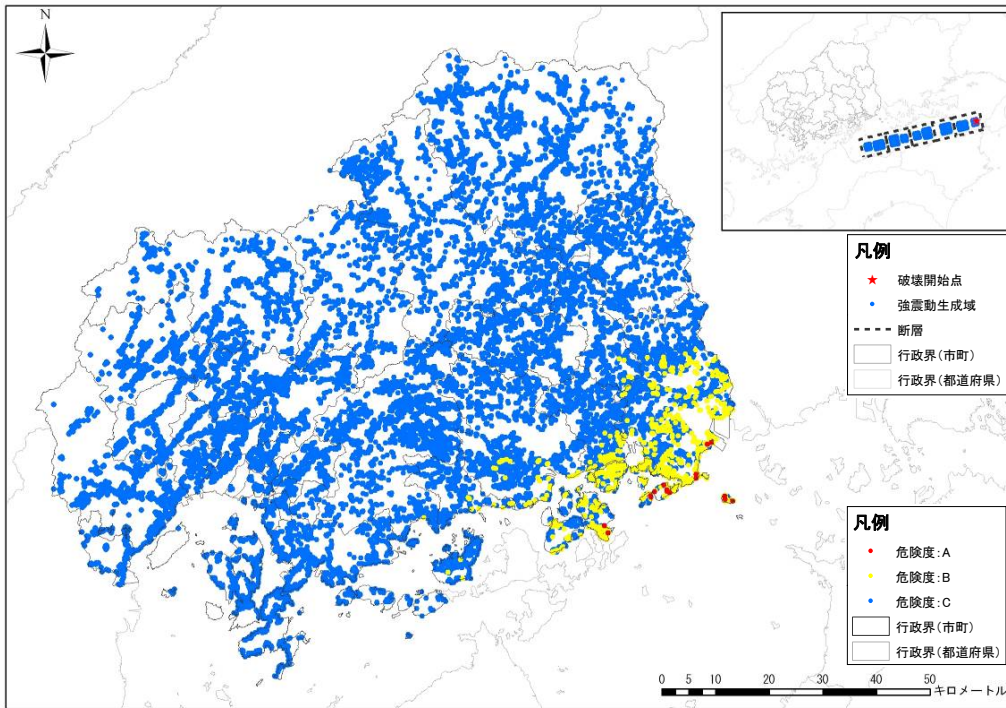 N
凡例
破壊開始点
強震動生成域
断層
行政界(市町)
行政界(都道府県)
凡例
危険度:A
危険度:B
危険度:C
行政界(市町)
行政界(都道府県)
0 5 10 20 30 40 50
キロメートル